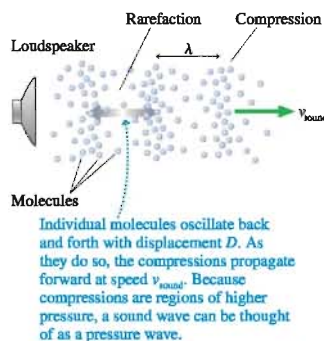 Rarefaction
Compression
Loudspeaker
λ
v sound
Molecules
Individual molecules oscillate back
and forth with displacement D. As
they do so, the compressions propagate
forward at speed v sound. Because
compressions are regions of higher
pressure, a sound wave can be thought
of as a pressure wave.